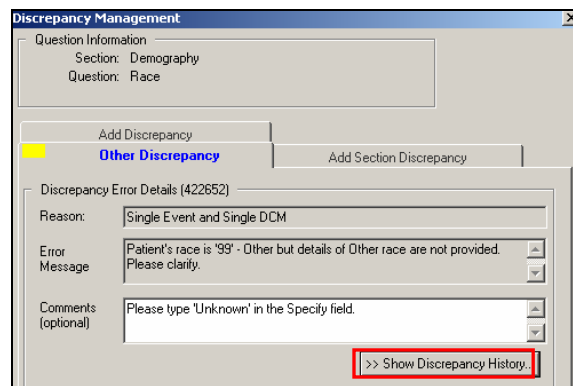 Discrepancy Management
Question Information
Section: Demography
Question: Race
Add Discrepancy
Other Discrepancy
Add Section Discrepancy
Discrepancy Error Details (422652)
Reason: Single Event and Single DCM
Error Message
Patient's race is '99' - Other but details of Other race are not provided.
Please clarify.
Comments (optional)
Please type 'Unknown' in the Specify field.
>> Show Discrepancy History..